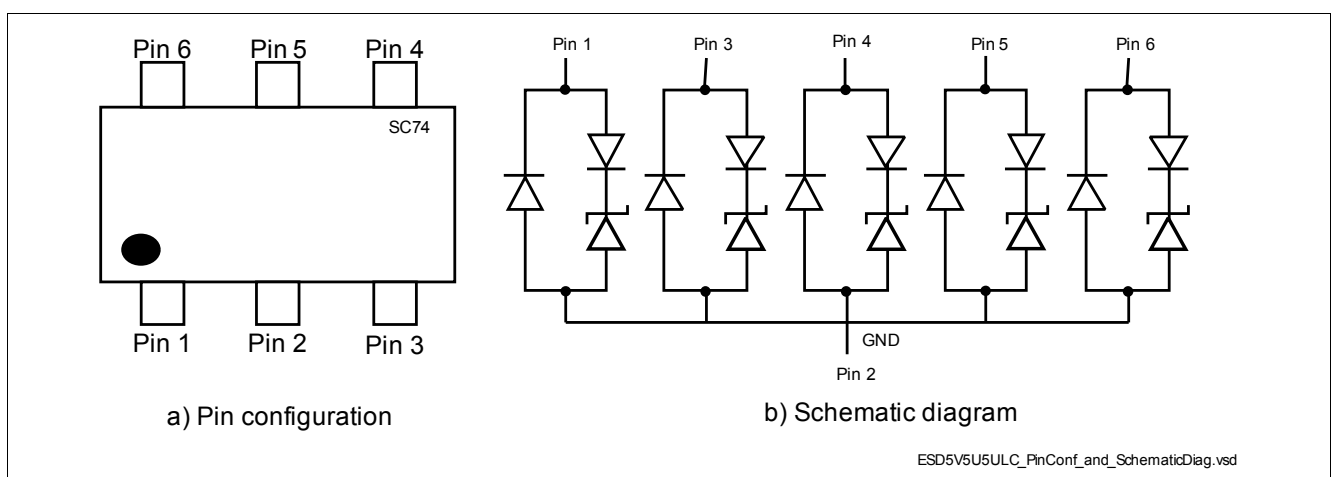 Pin 6 Pin 5 Pin 4
SC74
Pin 1 Pin 2 Pin 3
a) Pin configuration
Pin 1 Pin 3 Pin 4 Pin 5 Pin 6
GND
Pin 2
b) Schematic diagram
ESD5V5U5ULC_PinConf_and_SchematicDiag.vsd